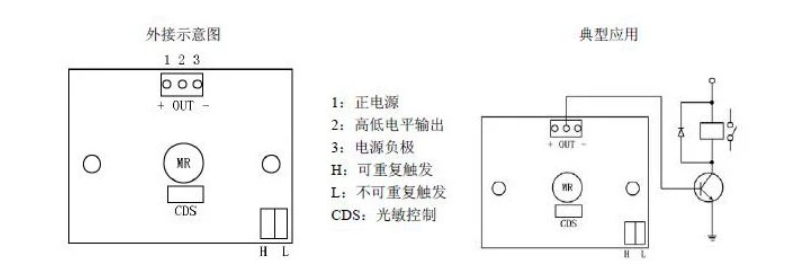 外接示意图
1 2 3
+ OUT -
MR
CDS
H L
1：正电源
2：高低电平输出
3：电源负极
H：可重复触发
L：不可重复触发
CDS：光敏控制
典型应用
+ OUT -
MR
CDS
H L